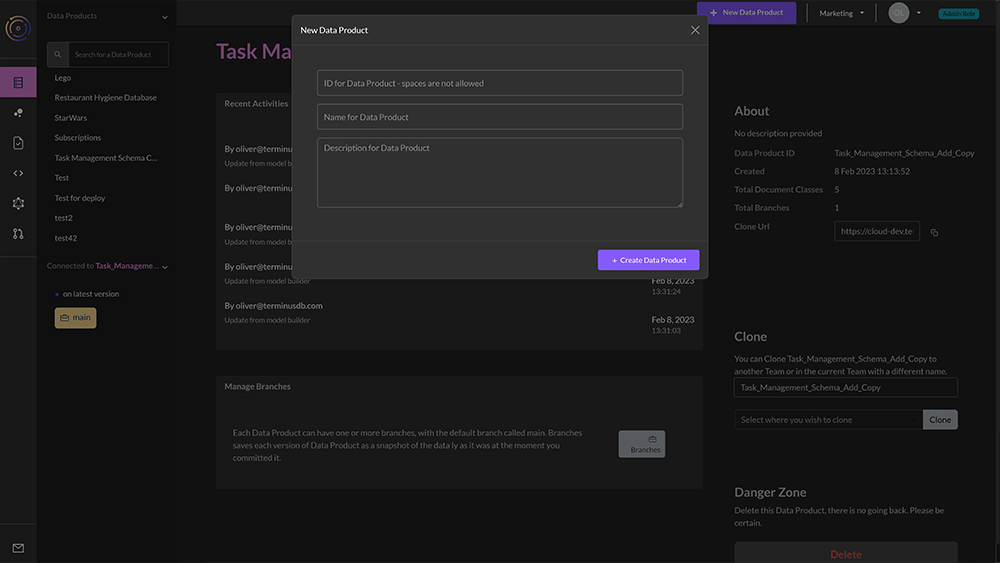 Data Products
Search for a Data Product
Lego
Restaurant Hygiene Database
StarWars
Subscriptions
Task Management Schema C...
Test
Test for deploy
test2
test42
Connected to Task_Manageme...
on latest version
main
+ New Data Product
Marketing
OL
Admin Role
Task Ma
New Data Product
ID for Data Product - spaces are not allowed
Name for Data Product
Description for Data Product
+ Create Data Product
Recent Activities
By oliver@terminu
Update from model b
By oliver@terminu
By oliver@terminu
Update from model b
By oliver@terminu
Update from model builder
Feb 8, 2023
13:31:24
By oliver@terminusdb.com
Update from model builder
Feb 8, 2023
13:31:03
Manage Branches
Each Data Product can have one or more branches, with the default branch called main. Branches
saves each version of Data Product as a snapshot of the data ly as it was at the moment you
committed it.
Branches
About
No description provided
Data Product ID Task_Management_Schema_Add_Copy
Created 8 Feb 2023 13:13:52
Total Document Classes 5
Total Branches 1
Clone Url https://cloud-dev.te
Clone
You can Clone Task_Management_Schema_Add_Copy to
another Team or in the current Team with a different name.
Task_Management_Schema_Add_Copy
Select where you wish to clone Clone
Danger Zone
Delete this Data Product, there is no going back. Please be
certain.
Delete